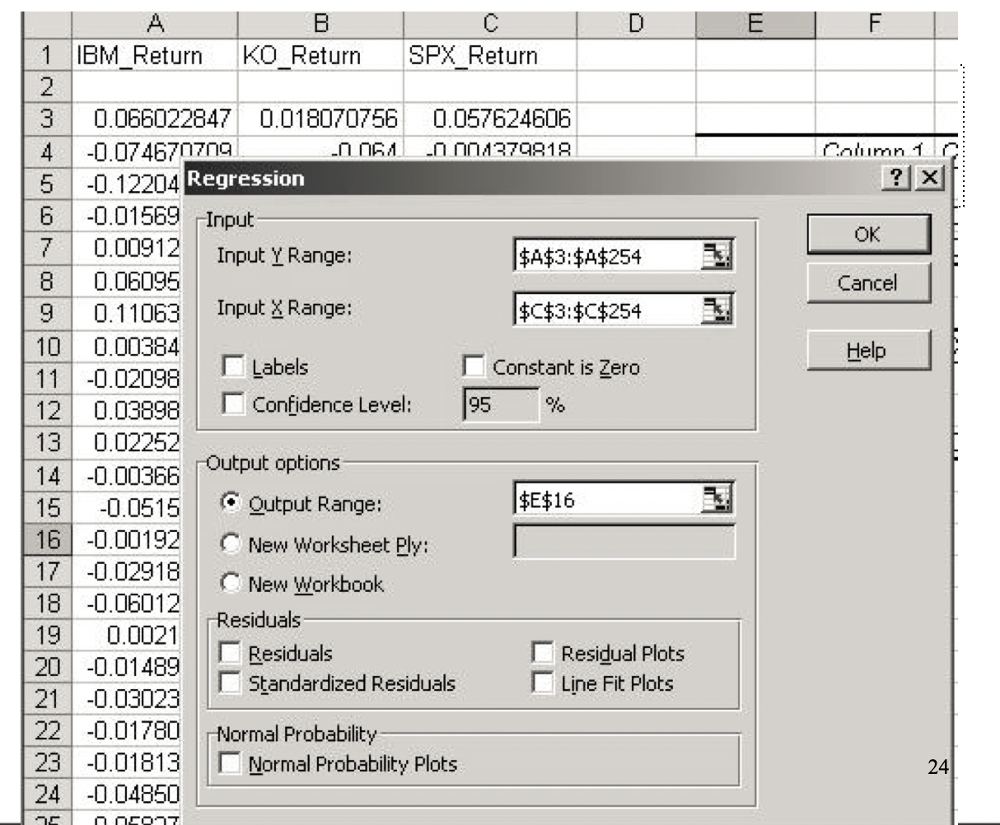 A B C D E F
1 IBM_Return KO_Return SPX_Return
2
3 0.066022847 0.018070756 0.057624606
4 -0.074670709 -0.064 -0.004379818 Column 1 C
5 -0.12204
6 -0.01569
7 0.00912
8 0.06095
9 0.11063
10 0.00384
11 -0.02098
12 0.03898
13 0.02252
14 -0.00366
15 -0.0515
16 -0.00192
17 -0.02918
18 -0.06012
19 0.0021
20 -0.01489
21 -0.03023
22 -0.01780
23 -0.01813
24 -0.04850
25 0.05827
Regression ?
Input
Input Y Range: $A$3:$A$254
Input X Range: $C$3:$C$254
Labels Constant is Zero
Confidence Level: 95 %
OK
Cancel
Help
Output options
Output Range: $E$16
New Worksheet Ply:
New Workbook
Residuals
Residuals Residual Plots
Standardized Residuals Line Fit Plots
Normal Probability
Normal Probability Plots
24